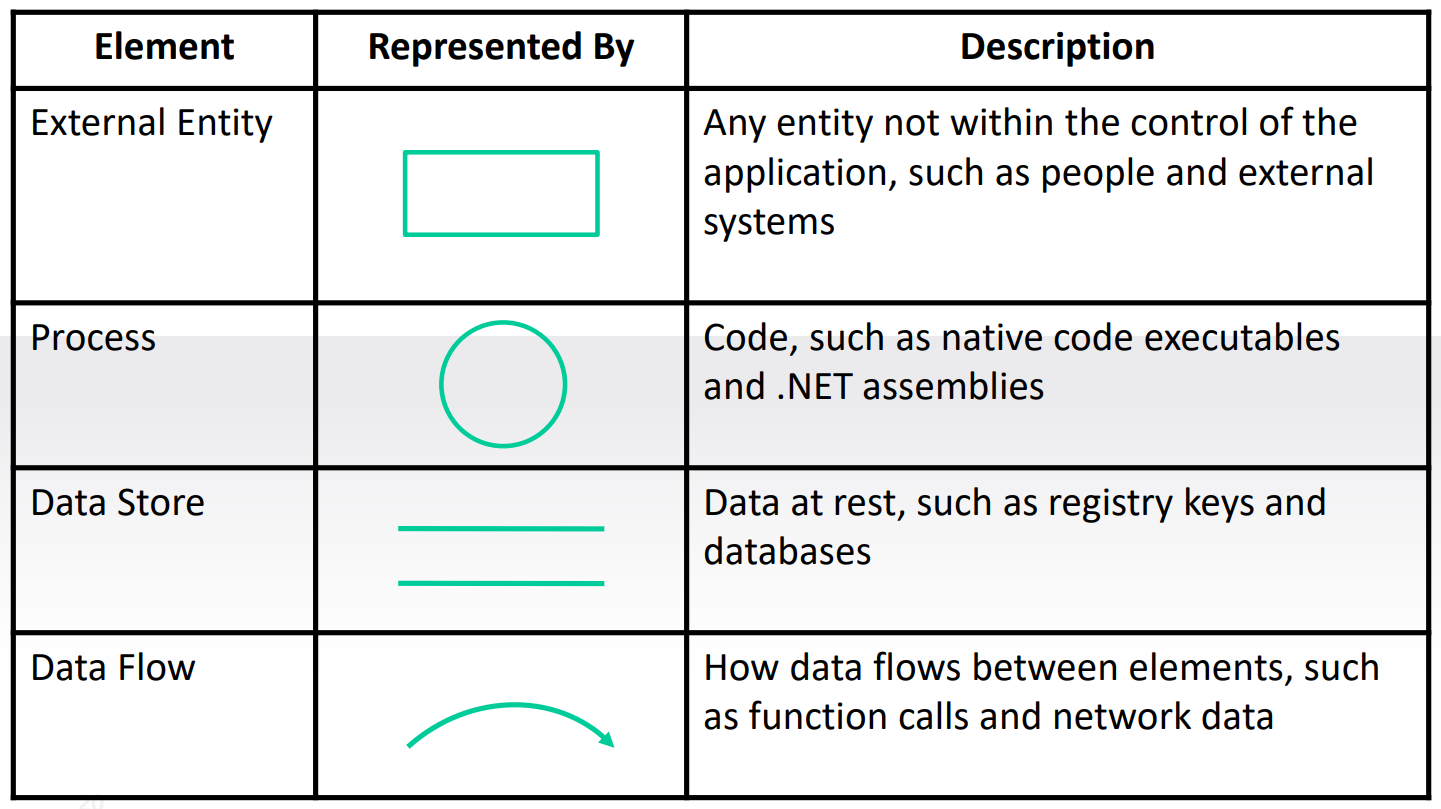 Element
Represented By
Description
External Entity
Any entity not within the control of the
application, such as people and external
systems
Process
Code, such as native code executables
and .NET assemblies
Data Store
Data at rest, such as registry keys and
databases
Data Flow
How data flows between elements, such
as function calls and network data
20